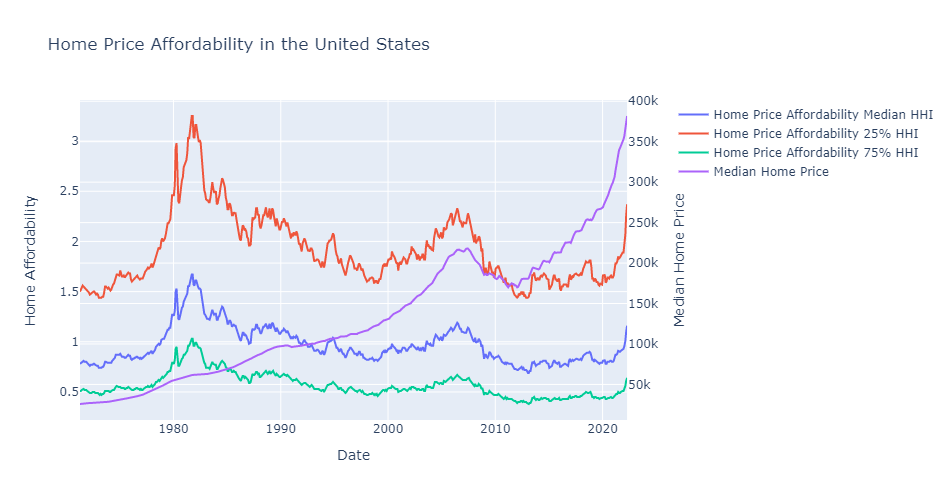 Home Price Affordability in the United States
Home Price Affordability Median HHI
Home Price Affordability 25% HHI
Home Price Affordability 75% HHI
Median Home Price
Home Affordability
3
2.5
2
1.5
1
0.5
400k
350k
300k
250k
200k
150k
100k
50k
Median Home Price
1980
1990
2000
2010
2020
Date